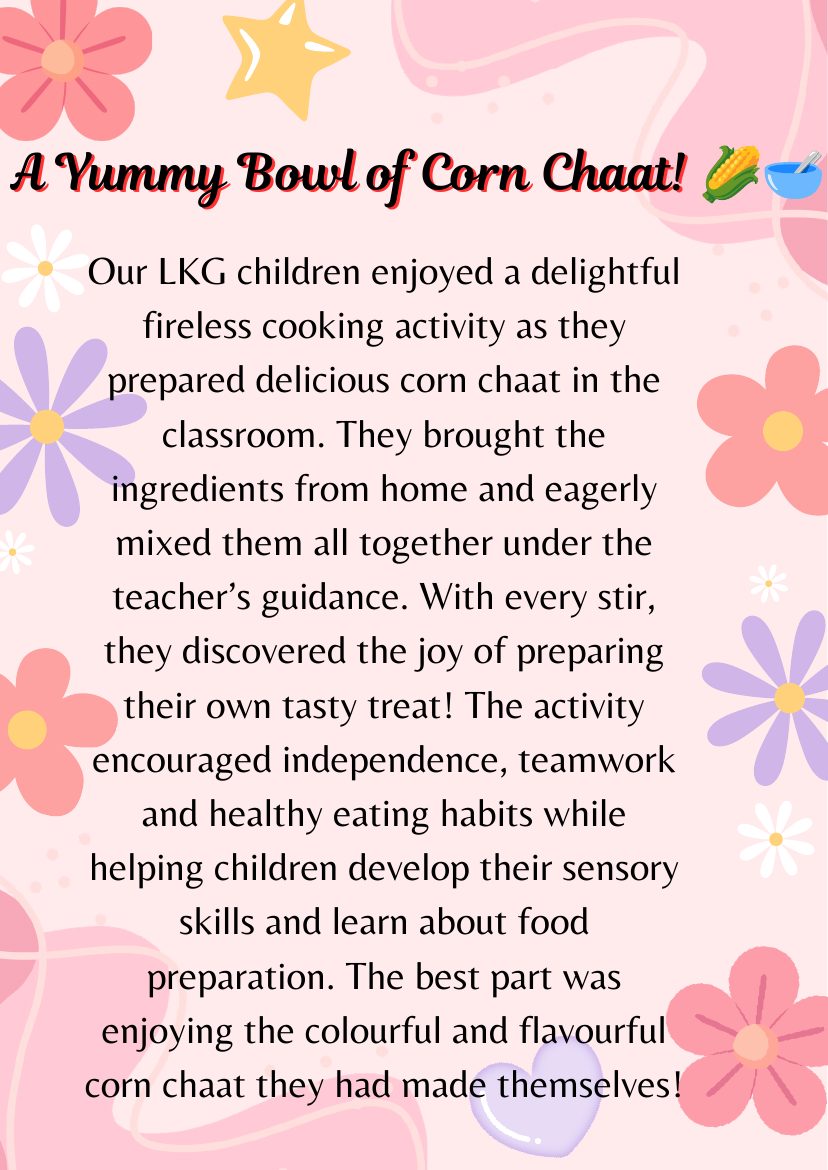 A Yummy Bowl of Corn Chaat! 🌽🥣
Our LKG children enjoyed a delightful
fireless cooking activity as they
prepared delicious corn chaat in the
classroom. They brought the
ingredients from home and eagerly
mixed them all together under the
teacher’s guidance. With every stir,
they discovered the joy of preparing
their own tasty treat! The activity
encouraged independence, teamwork
and healthy eating habits while
helping children develop their sensory
skills and learn about food
preparation. The best part was
enjoying the colourful and flavourful
corn chaat they had made themselves!